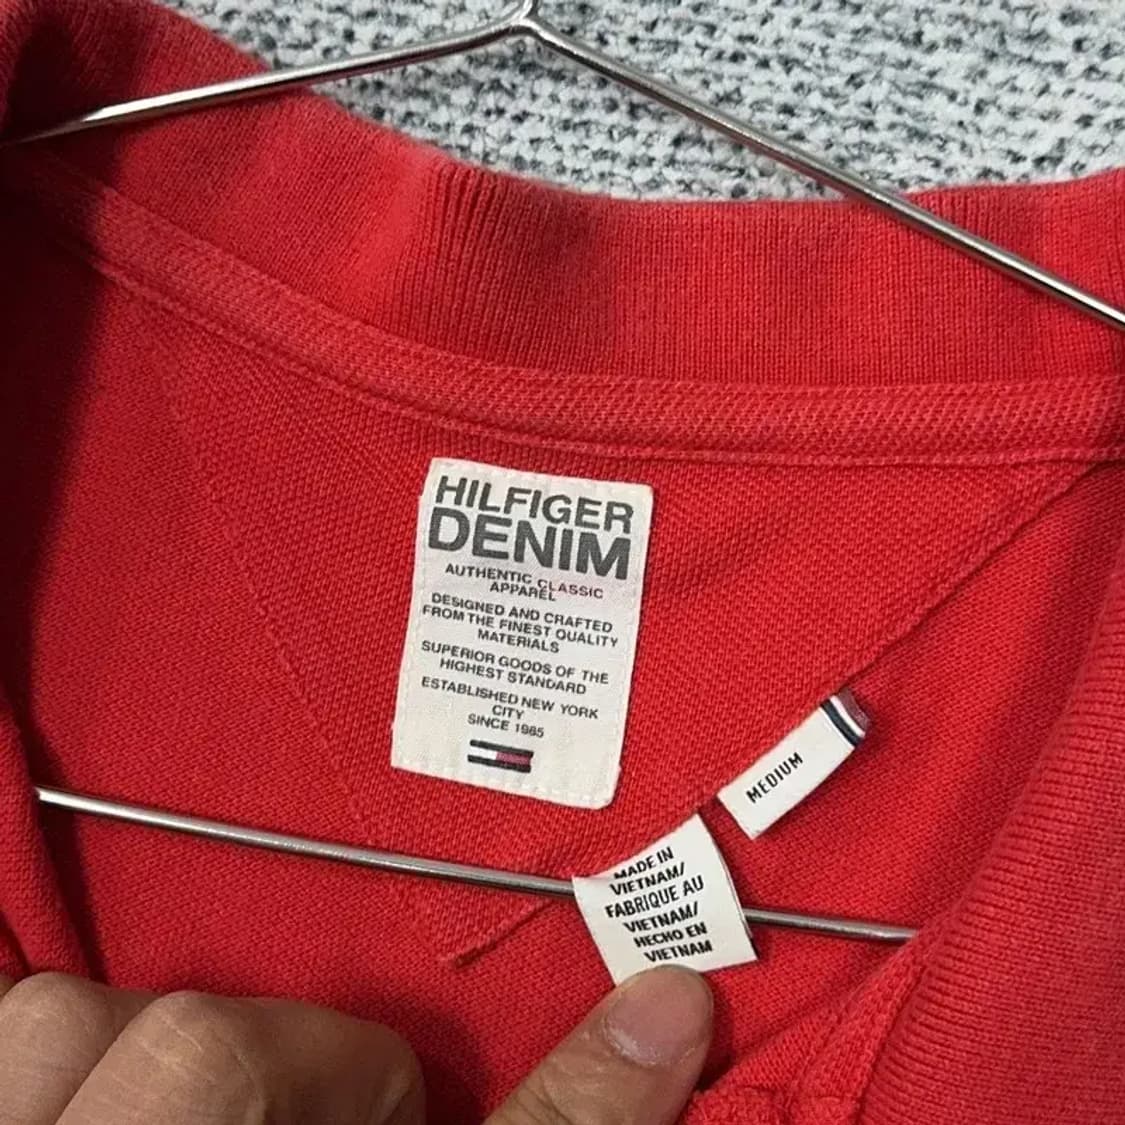 HILFIGER
DENIM
AUTHENTIC CLASSIC
APPAREL
DESIGNED AND CRAFTED
FROM THE FINEST QUALITY
MATERIALS
SUPERIOR GOODS OF THE
HIGHEST STANDARD
ESTABLISHED NEW YORK
CITY
SINCE 1985
MEDIUM
MADE IN
VIETNAM/
FABRIQUE AU
VIETNAM/
HECHO EN
VIETNAM